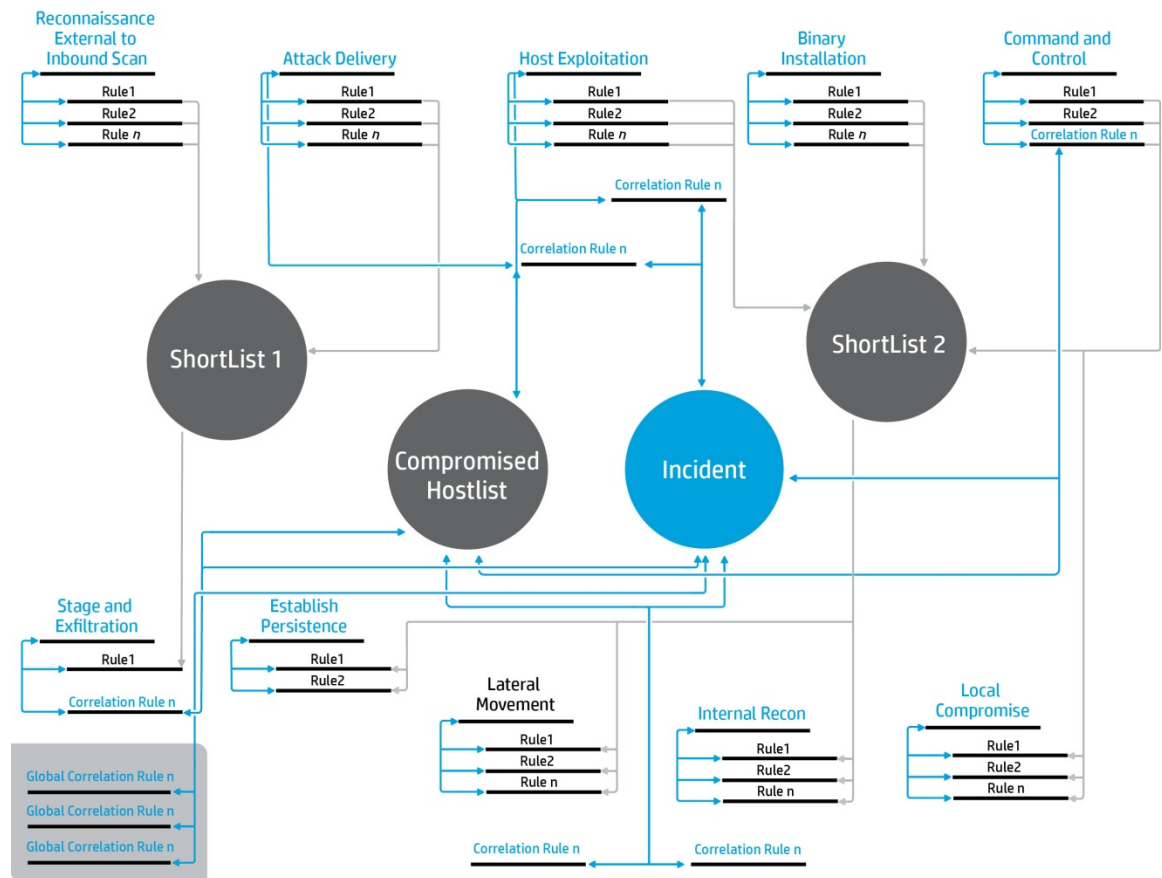 Reconnaissance
External to
Inbound Scan
Rule1
Rule2
Rule n
Attack Delivery
Rule1
Rule2
Rule n
Host Exploitation
Rule1
Rule2
Rule n
Binary
Installation
Rule1
Rule2
Rule n
Command and
Control
Rule1
Rule2
Correlation Rule n
Correlation Rule n
Correlation Rule n
ShortList 1
ShortList 2
Compromised
Hostlist
Incident
Stage and
Exfiltration
Rule1
Correlation Rule n
Establish
Persistence
Rule1
Rule2
Lateral
Movement
Rule1
Rule2
Rule n
Internal Recon
Rule1
Rule2
Rule n
Local
Compromise
Rule1
Rule2
Rule n
Global Correlation Rule n
Global Correlation Rule n
Global Correlation Rule n
Correlation Rule n
Correlation Rule n